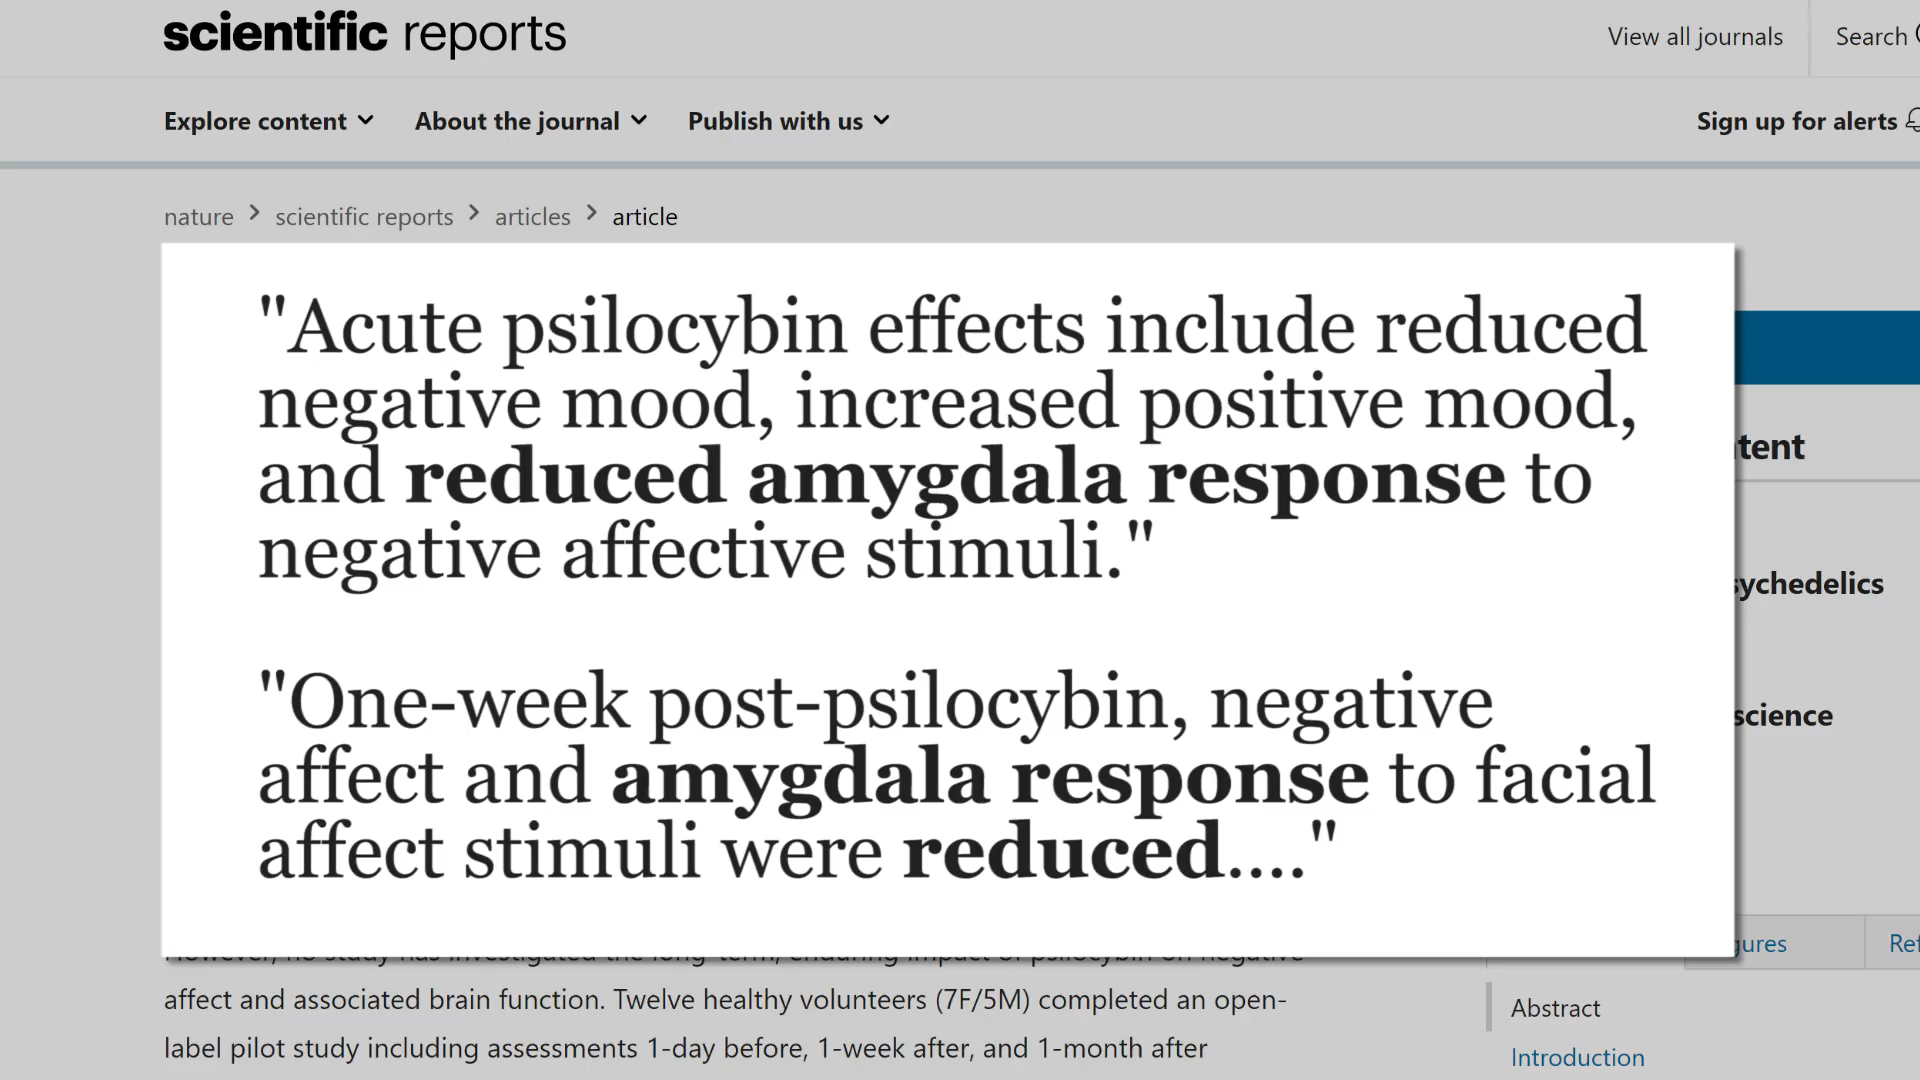 scientific reports
View all journals
Search
Explore content
About the journal
Publish with us
Sign up for alerts
nature > scientific reports > articles > article
"Acute psilocybin effects include reduced
negative mood, increased positive mood,
and reduced amygdala response to
negative affective stimuli."
"One-week post-psilocybin, negative
affect and amygdala response to facial
affect stimuli were reduced...."
tent
sychedelics
science
gures
Ref
affect and associated brain function. Twelve healthy volunteers (7F/5M) completed an open-
label pilot study including assessments 1-day before, 1-week after, and 1-month after
Abstract
Introduction